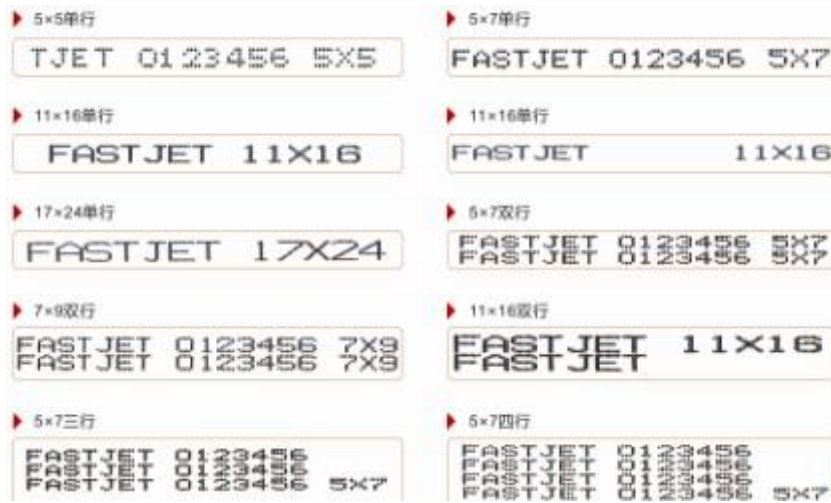 5×5单行
TJET 0123456 5X5
5×7单行
FASTJET 0123456 5X7
11×16单行
FASTJET 11X16
11×16单行
FASTJET 11X16
17×24单行
FASTJET 17X24
5×7双行
FASTJET 0123456 5X7
FASTJET 0123456 5X7
7×9双行
FASTJET 0123456 7X9
FASTJET 0123456 7X9
11×16双行
FASTJET 11X16
FASTJET
5×7三行
FASTJET 0123456
FASTJET 0123456
FASTJET 0123456 5X7
5×7四行
FASTJET 0123456
FASTJET 0123456
FASTJET 0123456
FASTJET 0123456 5X7